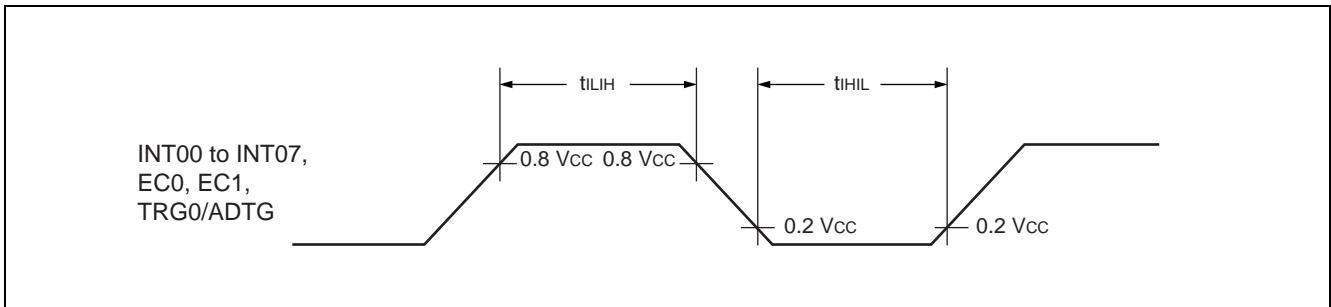 tILIH
tIHIL
INT00 to INT07,
EC0, EC1,
TRG0/ADTG
0.8 VCC 0.8 VCC
0.2 VCC
0.2 VCC